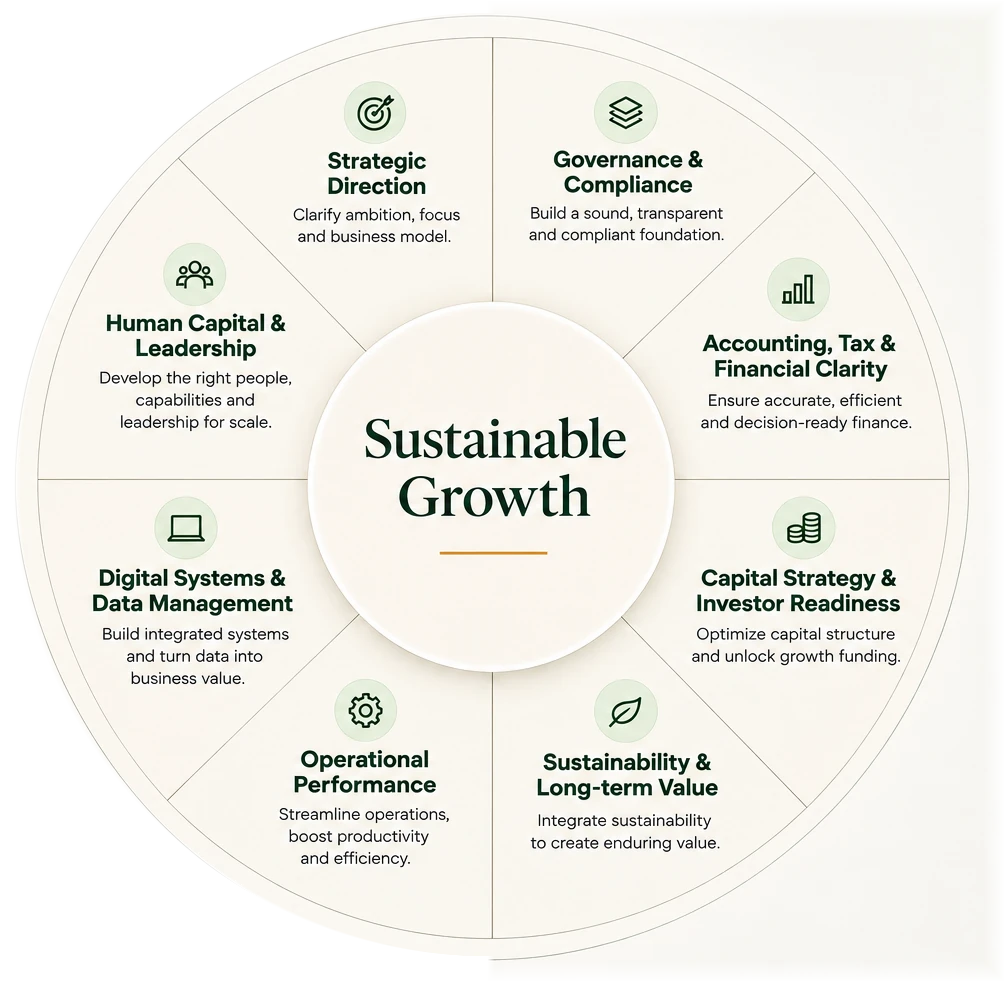 Strategic
Direction
Clarify ambition, focus
and business model.
Governance &
Compliance
Build a sound, transparent
and compliant foundation.
Human Capital &
Leadership
Develop the right people,
capabilities and
leadership for scale.
Accounting, Tax &
Financial Clarity
Ensure accurate, efficient
and decision-ready finance.
Sustainable
Growth
Digital Systems &
Data Management
Build integrated systems
and turn data into
business value.
Capital Strategy &
Investor Readiness
Optimize capital structure
and unlock growth funding.
Operational
Performance
Streamline operations,
boost productivity
and efficiency.
Sustainability &
Long-term Value
Integrate sustainability
to create enduring value.